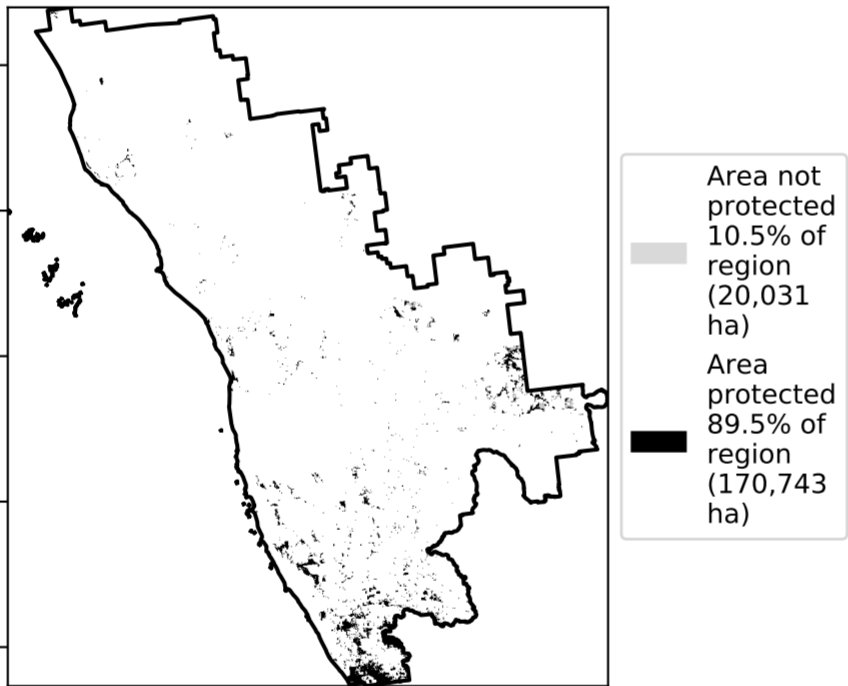 Area not
protected
10.5% of
region
(20,031
ha)
Area
protected
89.5% of
region
(170,743
ha)